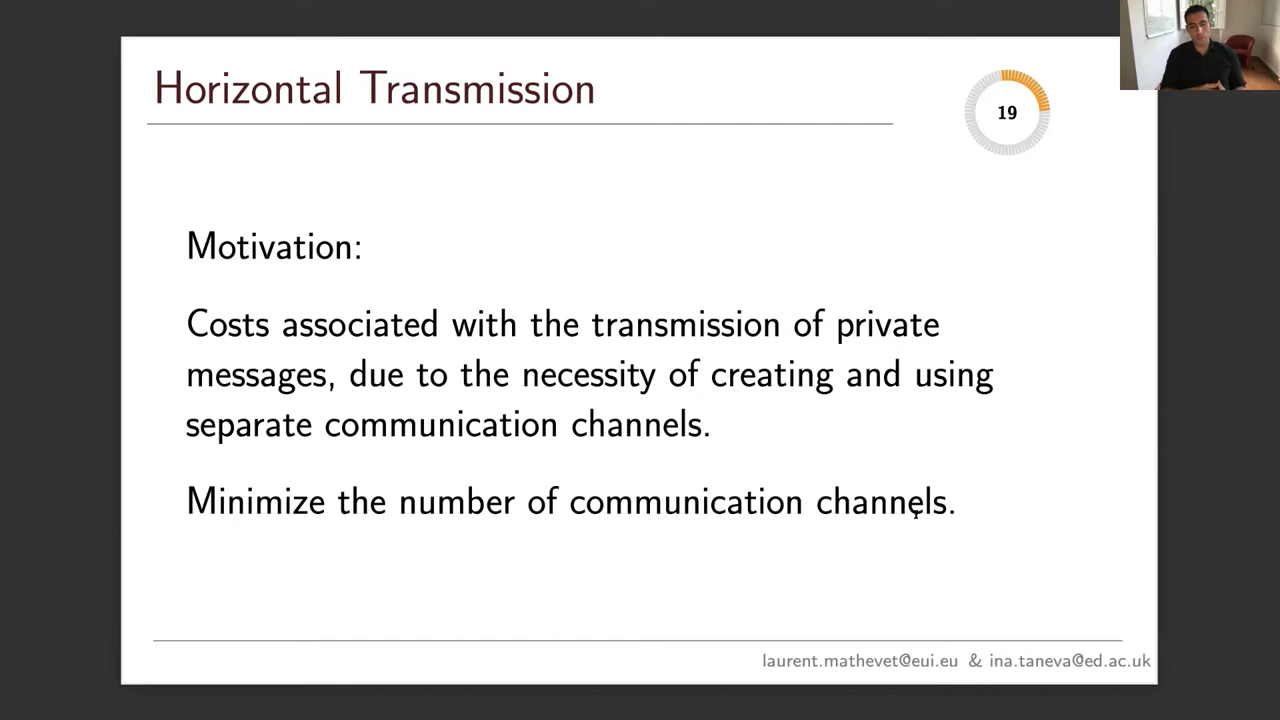 Horizontal Transmission
19
Motivation:
Costs associated with the transmission of private
messages, due to the necessity of creating and using
separate communication channels.
Minimize the number of communication channels.
laurent.mathevet@eui.eu & ina.taneva@ed.ac.uk